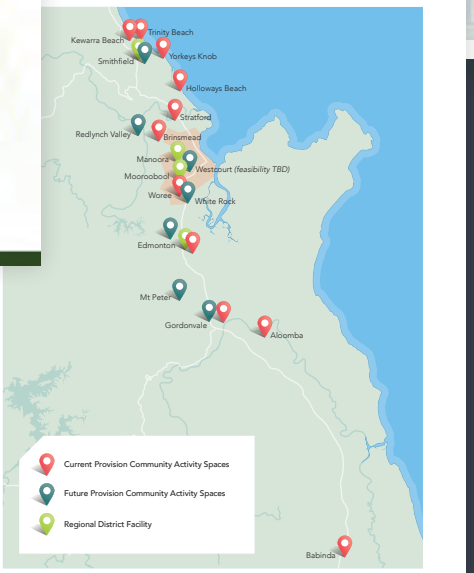 Trinity Beach
Kewarra Beach
Yorkeys Knob
Smithfield
Holloways Beach
Stratford
Redlynch Valley
Brinsmead
Manoora
Westcourt (feasibility TBD)
Mooroobool
Woree
White Rock
Edmonton
Mt Peter
Gordonvale
Aloomba
Current Provision Community Activity Spaces
Future Provision Community Activity Spaces
Regional District Facility
Babinda